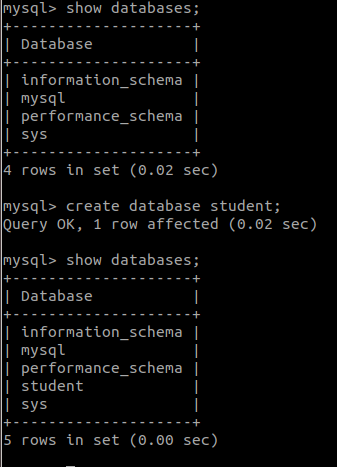 mysql> show databases;
+--------------------+
| Database           |
+--------------------+
| information_schema |
| mysql              |
| performance_schema |
| sys                |
+--------------------+
4 rows in set (0.02 sec)
mysql> create database student;
Query OK, 1 row affected (0.02 sec)
mysql> show databases;
+--------------------+
| Database           |
+--------------------+
| information_schema |
| mysql              |
| performance_schema |
| student            |
| sys                |
+--------------------+
5 rows in set (0.00 sec)